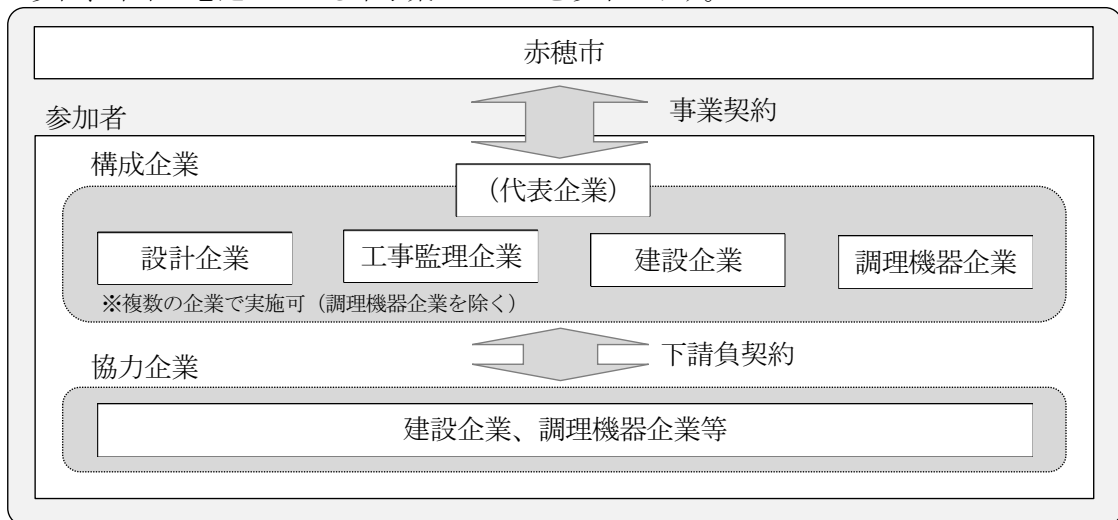 赤穂市
事業契約
参加者
構成企業
(代表企業)
設計企業
工事監理企業
建設企業
調理機器企業
※複数の企業で実施可(調理機器企業を除く)
下請負契約
協力企業
建設企業、調理機器企業等